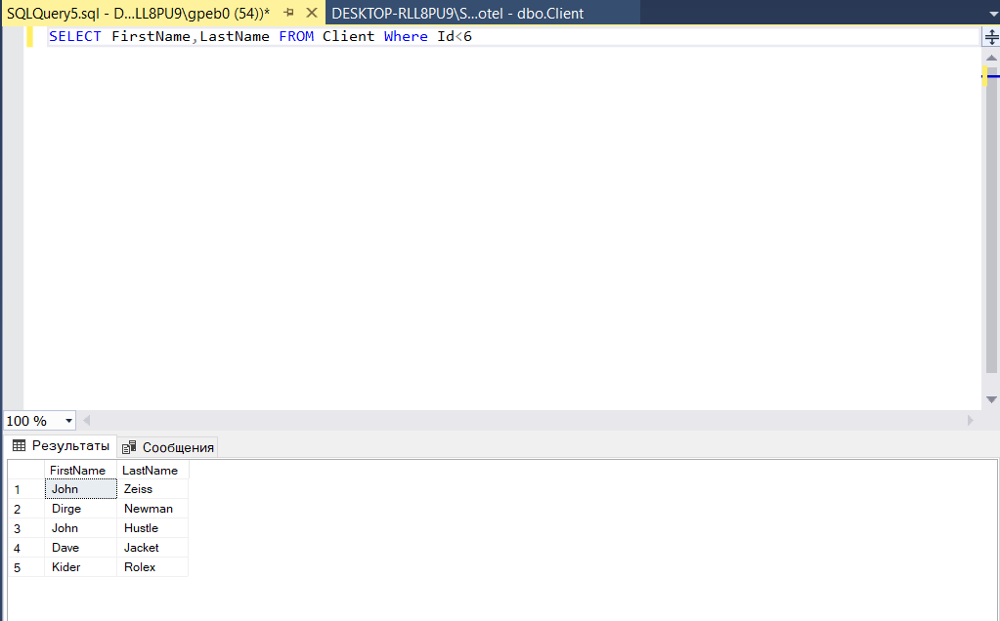 SQLQuery5.sql - D...LL8PU9\gpeb0 (54))* DESKTOP-RLL8PU9\S...otel - dbo.Client
SELECT FirstName,LastName FROM Client Where Id<6
100 %
Результаты Сообщения
FirstName LastName
1 John Zeiss
2 Dirge Newman
3 John Hustle
4 Dave Jacket
5 Kider Rolex